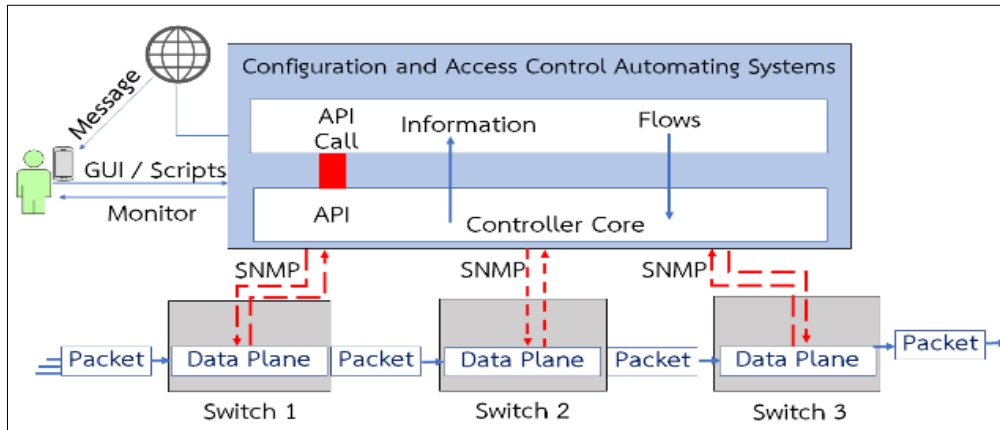 Configuration and Access Control Automating Systems
Message
API
Call
Information
Flows
GUI / Scripts
Monitor
API
Controller Core
SNMP
SNMP
SNMP
Packet
Data Plane
Packet
Data Plane
Packet
Data Plane
Packet
Switch 1
Switch 2
Switch 3